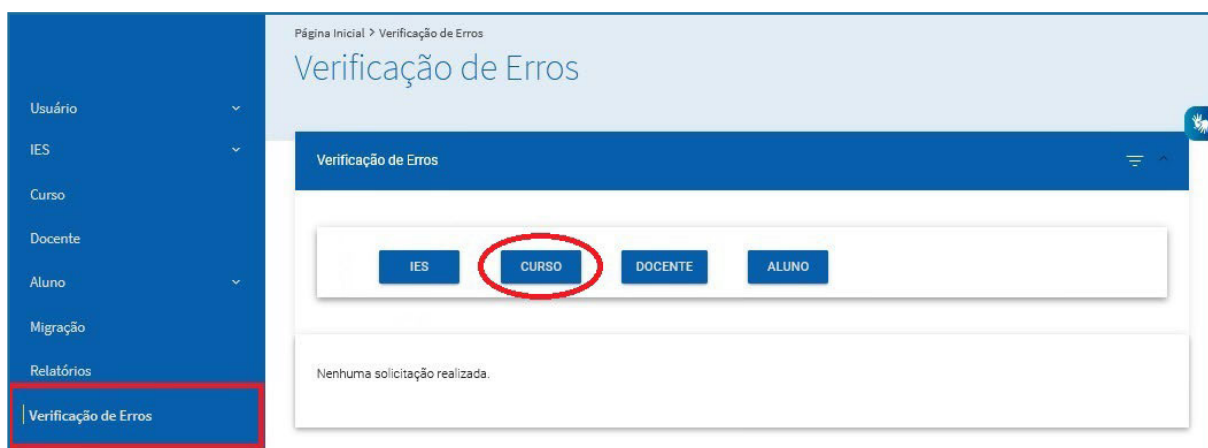 Página Inicial > Verificação de Erros
Verificação de Erros
Usuário
IES
Curso
Docente
Aluno
Migração
Relatórios
Verificação de Erros
Verificação de Erros
IES CURSO DOCENTE ALUNO
Nenhuma solicitação realizada.